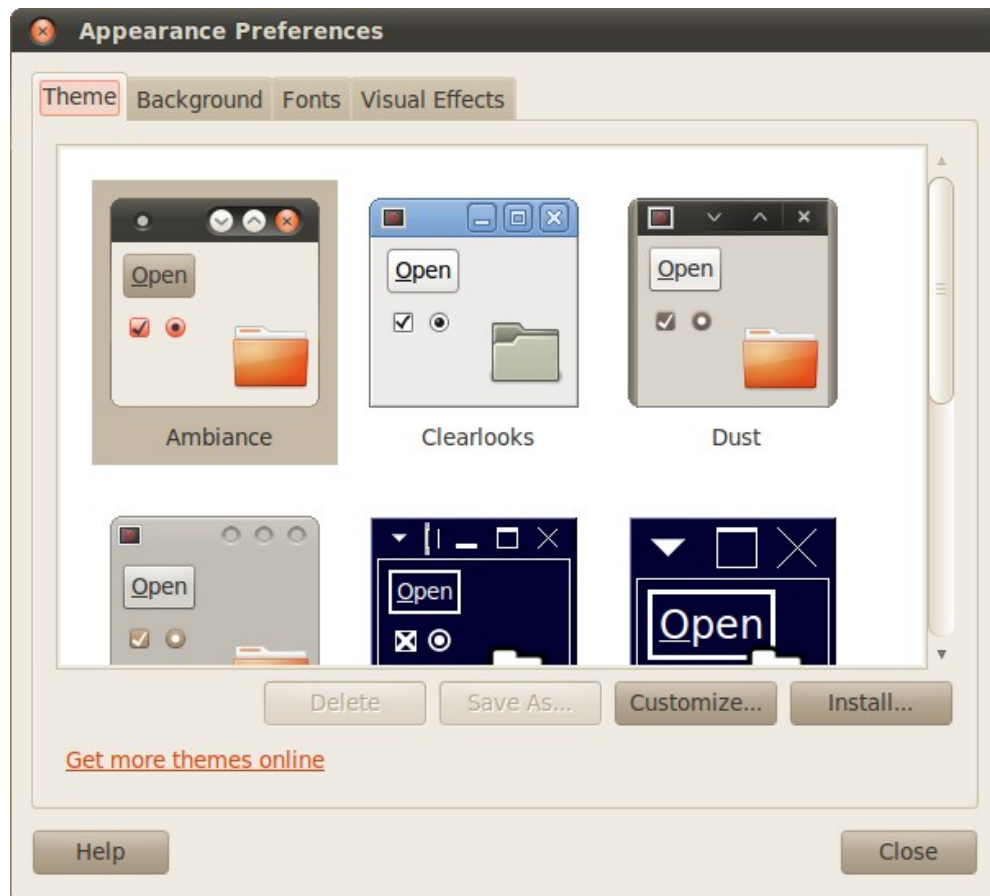 Appearance Preferences
Theme Background Fonts Visual Effects
Open Open Open
Ambiance Clearlooks Dust
Open Open Open
Delete Save As... Customize... Install...
Get more themes online
Help Close